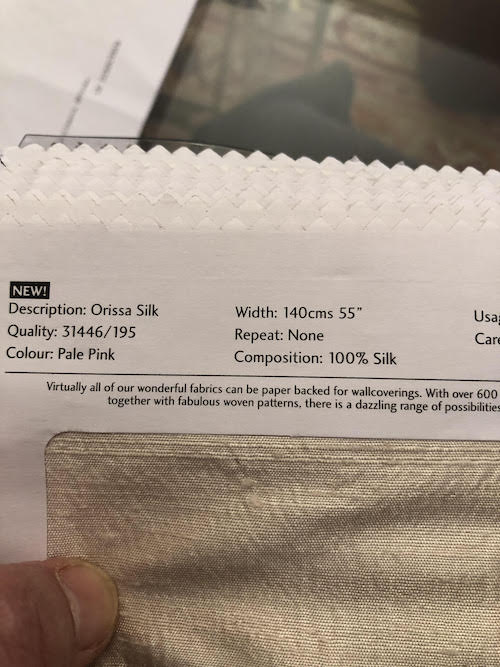 NEW!
Description: Orissa Silk
Quality: 31446/195
Colour: Pale Pink
Width: 140cms 55”
Repeat: None
Composition: 100% Silk
Virtually all of our wonderful fabrics can be paper backed for wallcoverings. With over 600
together with fabulous woven patterns, there is a dazzling range of possibilities